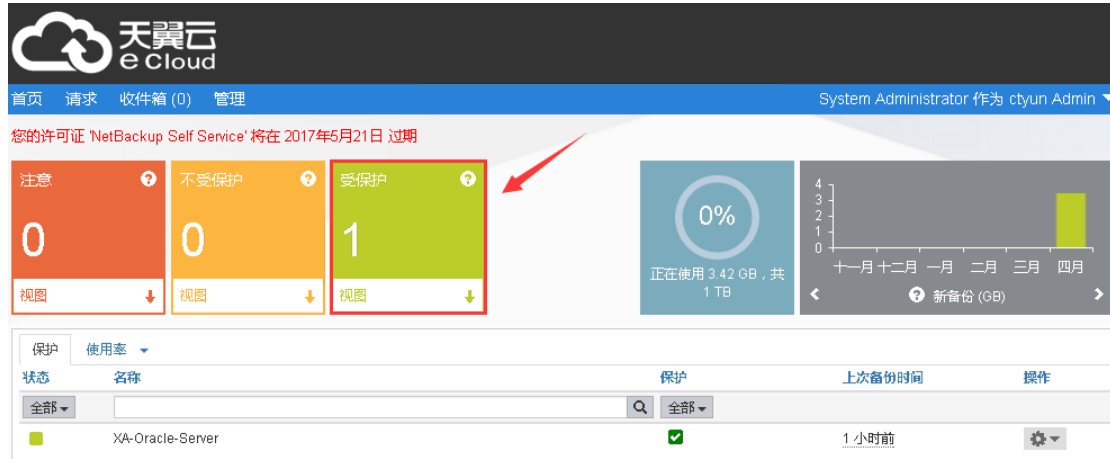 天翼云
e Cloud
首页 请求 收件箱 (0) 管理 System Administrator 作为 ctyun Admin
您的许可证 'NetBackup Self Service' 将在 2017年5月21日 过期
注意 ?
0
视图
不受保护 ?
0
视图
受保护 ?
1
视图
0%
正在使用 3.42 GB，共
1 TB
4
3
2
1
0
十一月 十二月 一月 二月 三月 四月
? 新备份 (GB)
保护 使用率
状态 名称 保护 上次备份时间 操作
全部 全部
XA-Oracle-Server 1 小时前